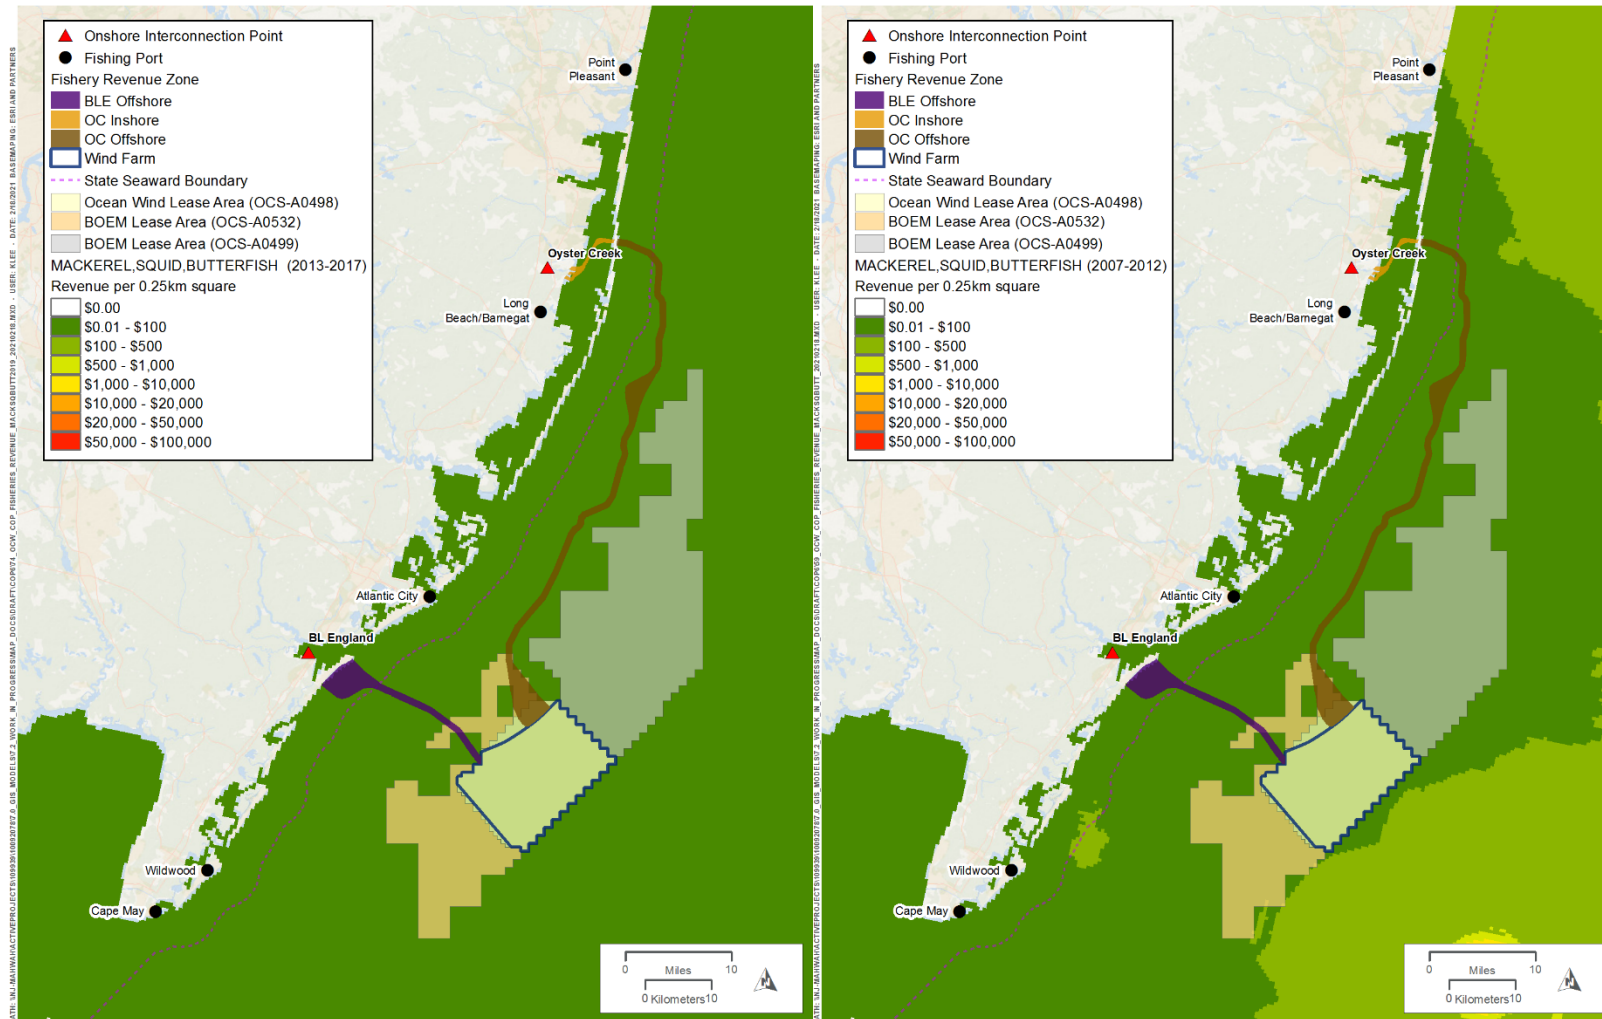 Onshore Interconnection Point
Fishing Port
Fishery Revenue Zone
BLE Offshore
OC Inshore
OC Offshore
Wind Farm
State Seaward Boundary
Ocean Wind Lease Area (OCS-A0498)
BOEM Lease Area (OCS-A0532)
BOEM Lease Area (OCS-A0499)
MACKEREL,SQUID,BUTTERFISH (2013-2017)
Revenue per 0.25km square
$0.00
$0.01 - $100
$100 - $500
$500 - $1,000
$1,000 - $10,000
$10,000 - $20,000
$20,000 - $50,000
$50,000 - $100,000
Point
Pleasant
Oyster Creek
Long
Beach/Barnegat
Atlantic City
BL England
Wildwood
Cape May
0 10
Miles
0 Kilometers 10
Onshore Interconnection Point
Fishing Port
Fishery Revenue Zone
BLE Offshore
OC Inshore
OC Offshore
Wind Farm
State Seaward Boundary
Ocean Wind Lease Area (OCS-A0498)
BOEM Lease Area (OCS-A0532)
BOEM Lease Area (OCS-A0499)
MACKEREL,SQUID,BUTTERFISH (2007-2012)
Revenue per 0.25km square
$0.00
$0.01 - $100
$100 - $500
$500 - $1,000
$1,000 - $10,000
$10,000 - $20,000
$20,000 - $50,000
$50,000 - $100,000
Point
Pleasant
Oyster Creek
Long
Beach/Barnegat
Atlantic City
BL England
Wildwood
Cape May
0 10
Miles
0 Kilometers 10